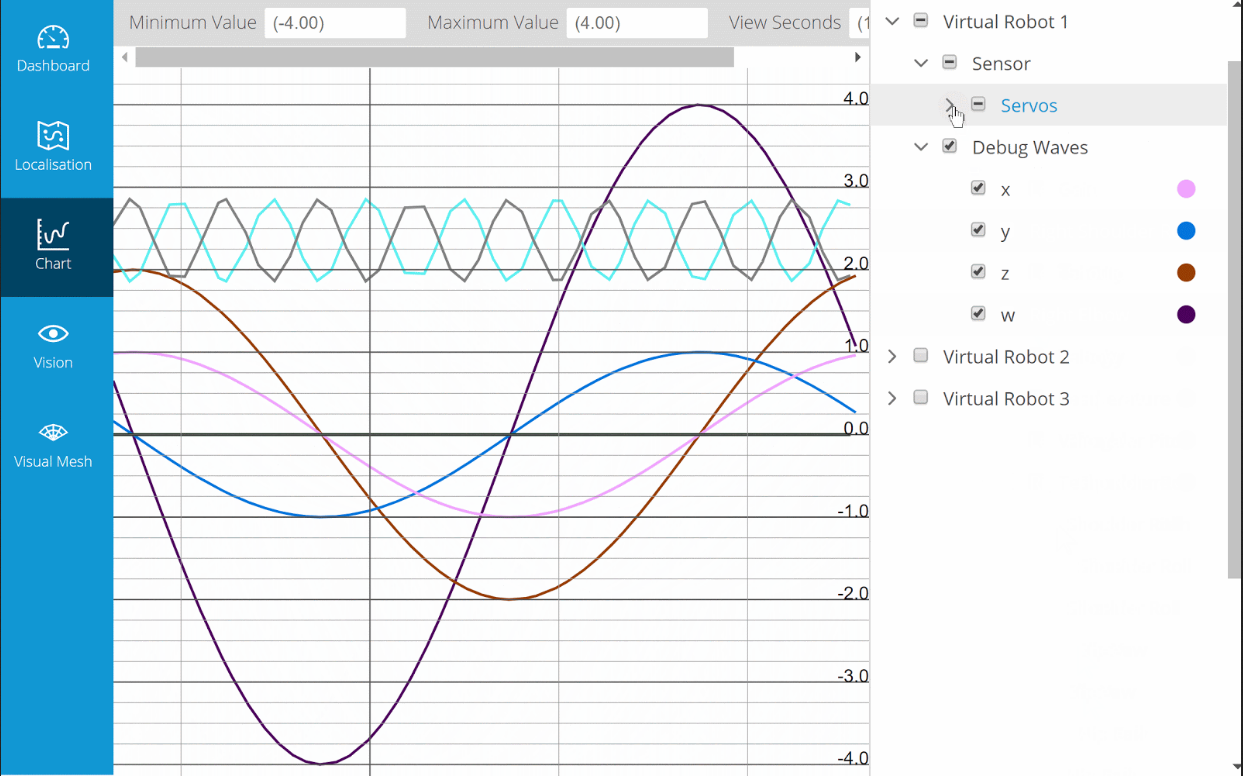 Minimum Value (-4.00) Maximum Value (4.00) View Seconds (1
Dashboard
Localisation
Chart
Vision
Visual Mesh
4.0
3.0
2.0
1.0
0.0
-1.0
-2.0
-3.0
-4.0
Virtual Robot 1
Sensor
Servos
Debug Waves
x
y
z
w
Virtual Robot 2
Virtual Robot 3